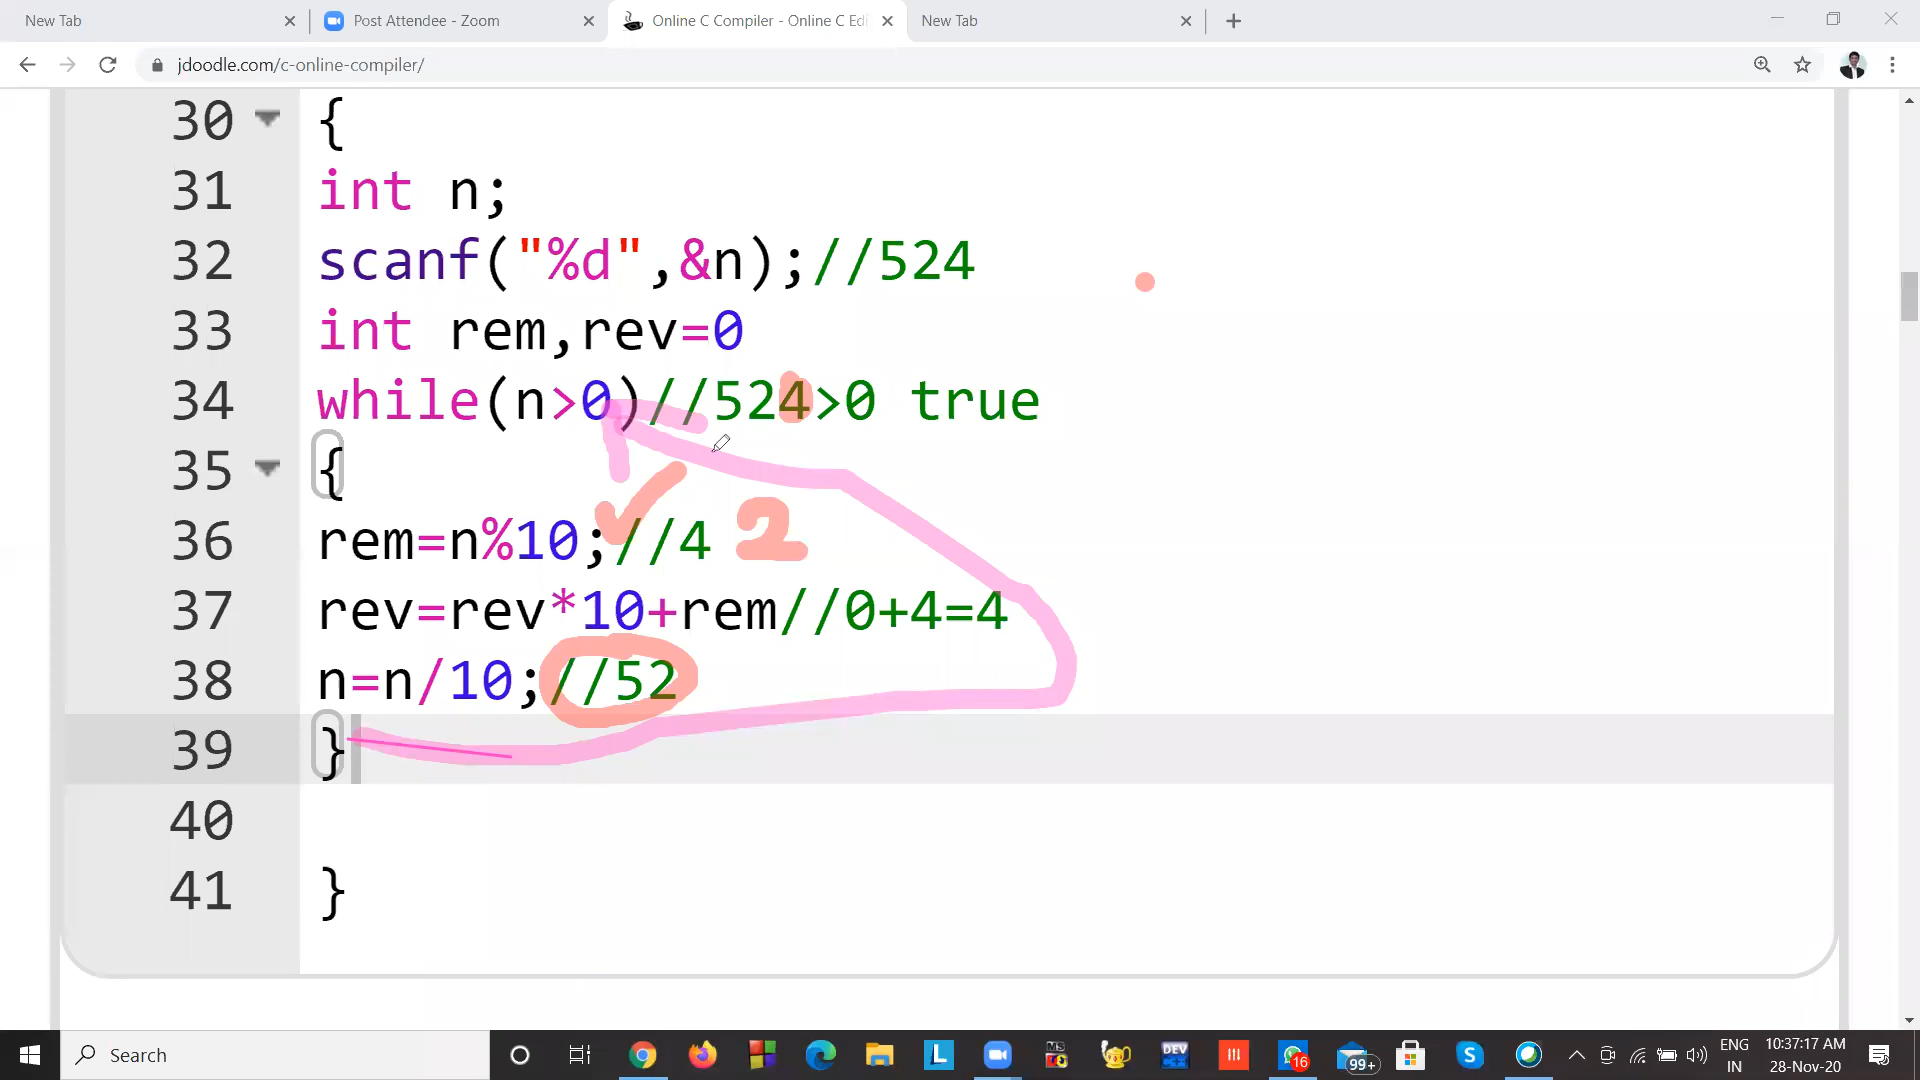 New Tab
Post Attendee - Zoom
Online C Compiler - Online C Ed
New Tab
jdoodle.com/c-online-compiler/
30 {
31 int n;
32 scanf("%d",&n);//524
33 int rem,rev=0
34 while(n>0)//524>0 true
35 {
36 rem=n%10;//4 2
37 rev=rev*10+rem//0+4=4
38 n=n/10;//52
39 }
40
41 }
Search
L
DEV
16
99+
S
ENG
IN
10:37:17 AM
28-Nov-20